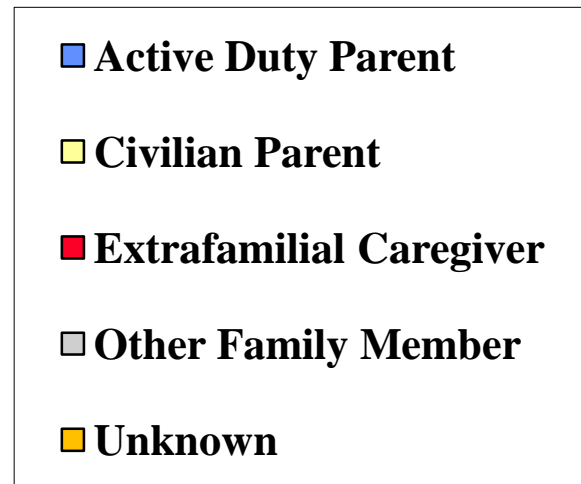 Active Duty Parent
Civilian Parent
Extrafamilial Caregiver
Other Family Member
Unknown